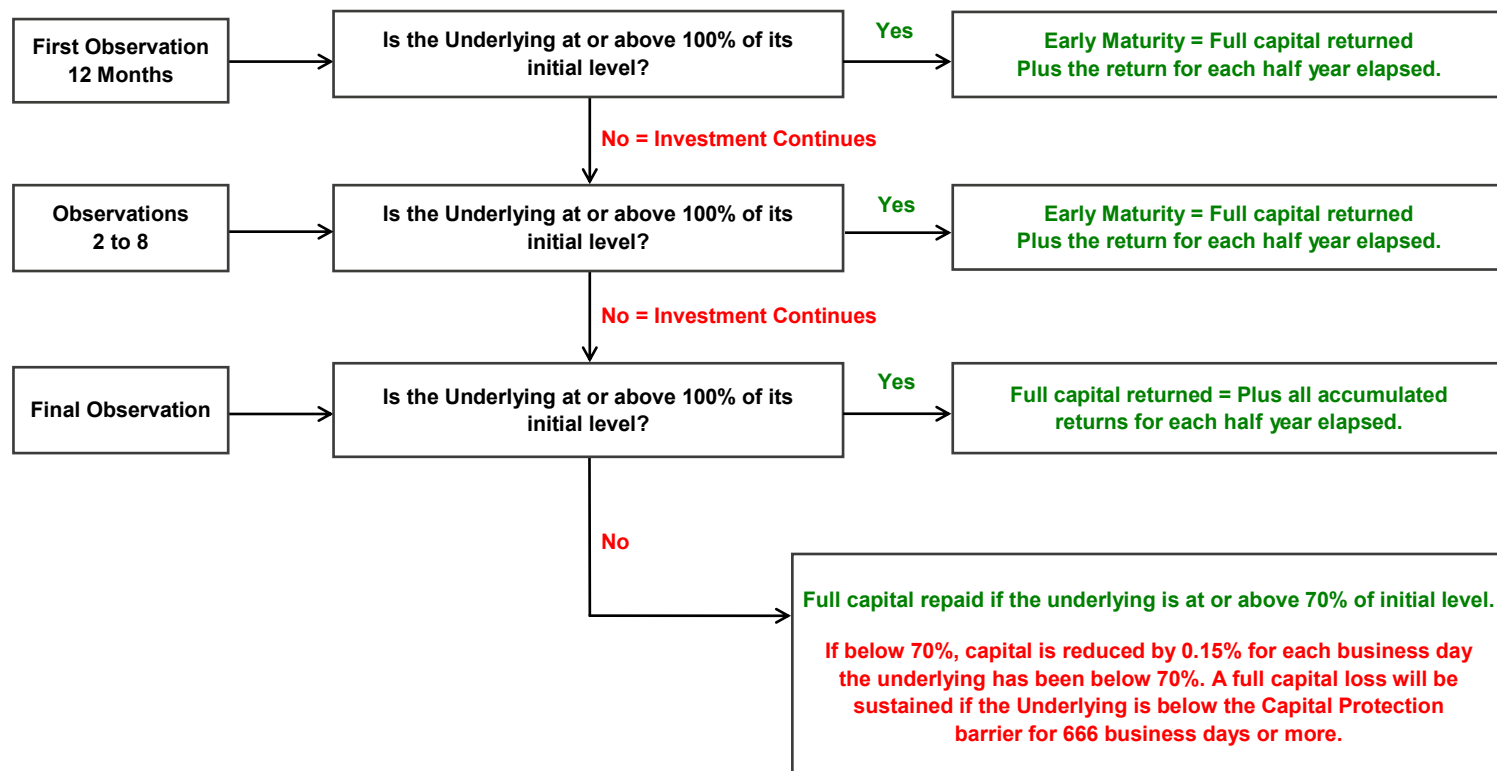 First Observation
12 Months
Is the Underlying at or above 100% of its
initial level?
Yes
Early Maturity = Full capital returned
Plus the return for each half year elapsed.
No = Investment Continues
Observations
2 to 8
Is the Underlying at or above 100% of its
initial level?
Yes
Early Maturity = Full capital returned
Plus the return for each half year elapsed.
No = Investment Continues
Final Observation
Is the Underlying at or above 100% of its
initial level?
Yes
Full capital returned = Plus all accumulated
returns for each half year elapsed.
No
Full capital repaid if the underlying is at or above 70% of initial level.
If below 70%, capital is reduced by 0.15% for each business day
the underlying has been below 70%. A full capital loss will be
sustained if the Underlying is below the Capital Protection
barrier for 666 business days or more.